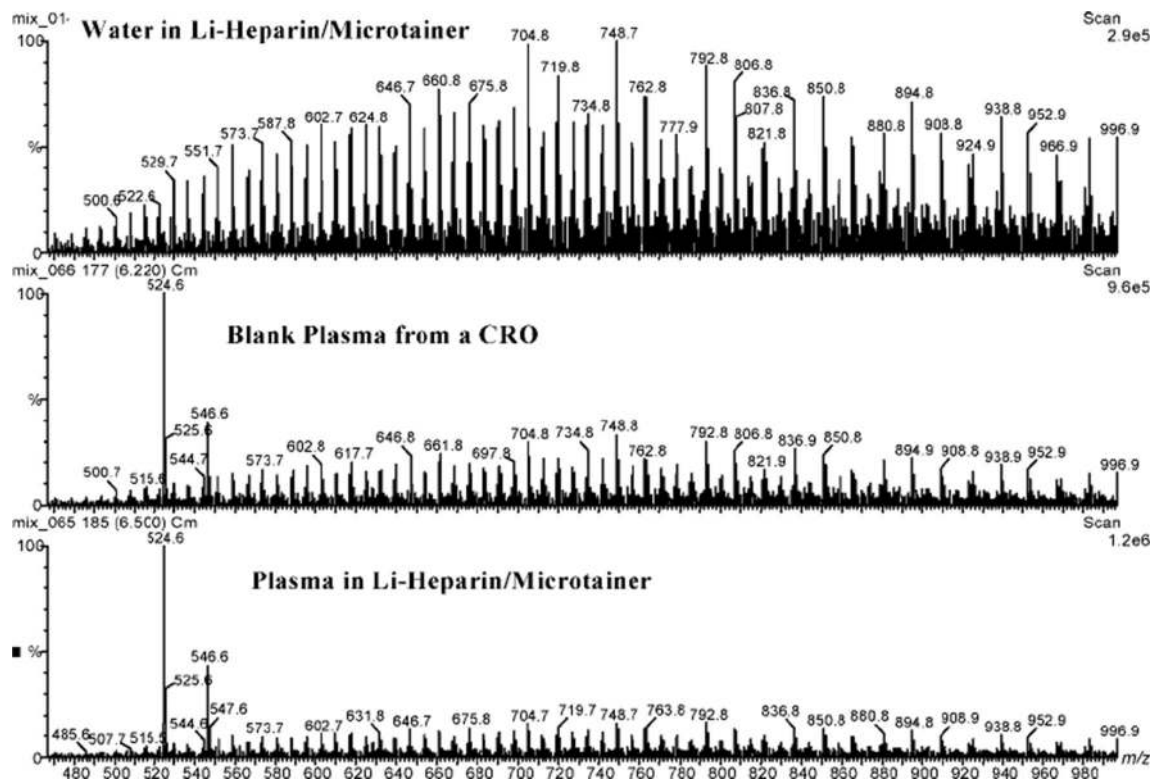 mix_01- Scan
Water in Li-Heparin/Microtainer 2.9e5
100 704.8 748.7
792.8 806.8
719.8
646.7 660.8 675.8 762.8 836.8 850.8 894.8
734.8 807.8 938.8 952.9 996.9
573.7 587.8 602.7 624.8 777.9 821.8 880.8 908.8
% 529.7 551.7 924.9 966.9
500.6 522.6
0
mix_066 177 (6.220) Cm Scan
100 524.6 9.6e5
Blank Plasma from a CRO
% 546.6
525.6 704.8 734.8 748.8 792.8 806.8 836.9 850.8
544.7 602.8 617.7 646.8 661.8 697.8 762.8 821.9 894.9 908.8 938.9 952.9 996.9
500.7 515.6 573.7
0
mix_065 185 (6.500) Cm Scan
100 524.6 1.2e6
Plasma in Li-Heparin/Microtainer
%
546.6
525.6
547.6
544.6 631.8 646.7 675.8 704.7 719.7 748.7 763.8 792.8 836.8 850.8 880.8 894.8 908.9 938.8 952.9 996.9
485.6 507.7 573.7 602.7
0
480 500 520 540 560 580 600 620 640 660 680 700 720 740 760 780 800 820 840 860 880 900 920 940 960 980 m/z